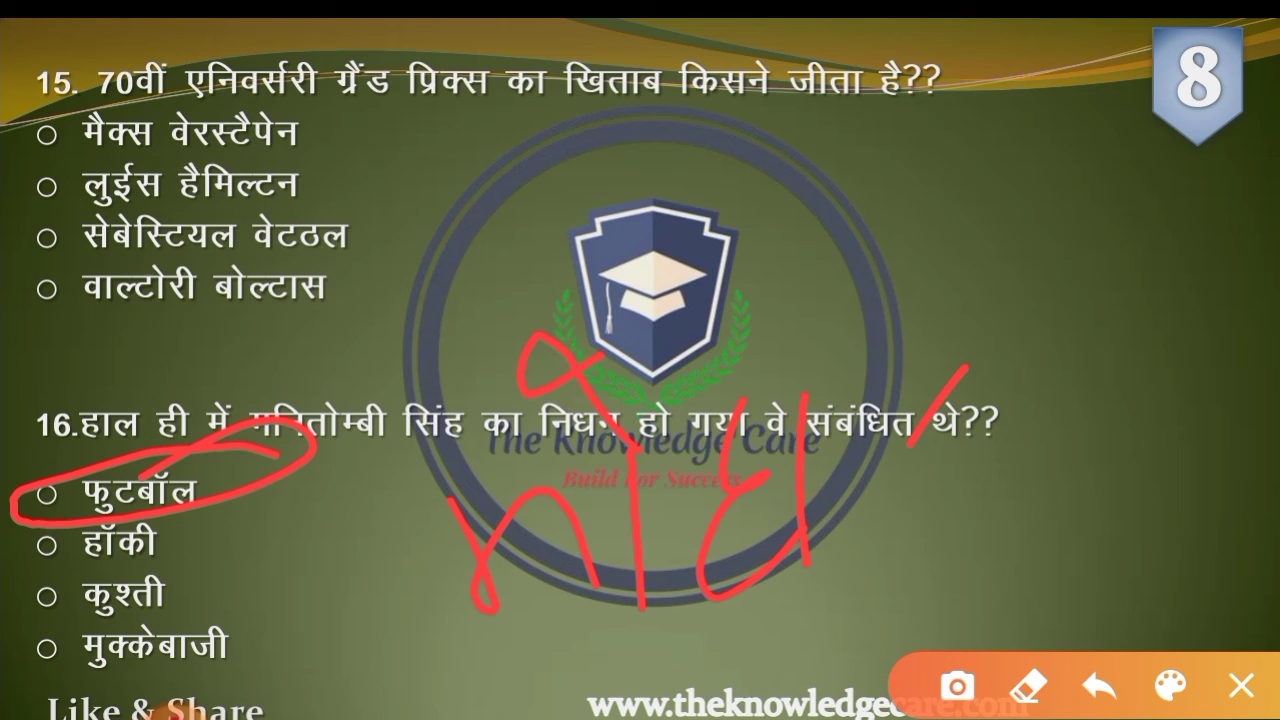 8
15. 70वीं एनिवर्सरी ग्रैंड प्रिक्स का खिताब किसने जीता है??
मैक्स वेरस्टैपेन
लुईस हैमिल्टन
सेबेस्टियल वेटठल
वाल्टोरी बोल्टास
16.हाल ही में मनितोम्बी सिंह का निधन हो गया वे संबंधित थे??
The Knowledge Care
Build For Success
फुटबॉल
हॉकी
कुश्ती
मुक्केबाजी
Like & Share
www.theknowledgecare.com